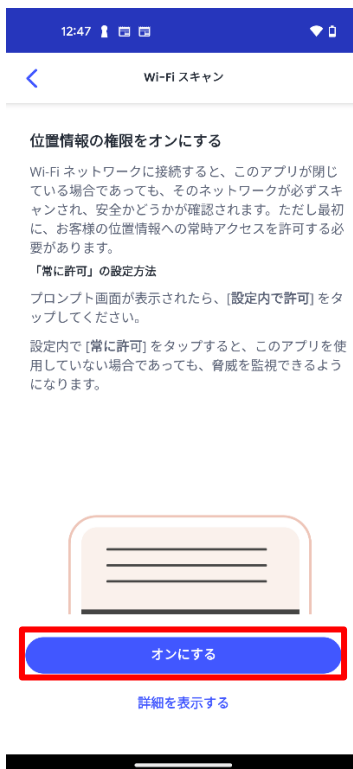 12:47
Wi-Fi スキャン
位置情報の権限をオンにする
Wi-Fi ネットワークに接続すると、このアプリが閉じ
ている場合であっても、そのネットワークが必ずスキ
ャンされ、安全かどうかが確認されます。ただし最初
に、お客様の位置情報への常時アクセスを許可する必
要があります。
「常に許可」の設定方法
プロンプト画面が表示されたら、[設定内で許可] をタ
ップしてください。
設定内で [常に許可] をタップすると、このアプリを使
用していない場合であっても、脅威を監視できるよう
になります。
オンにする
詳細を表示する